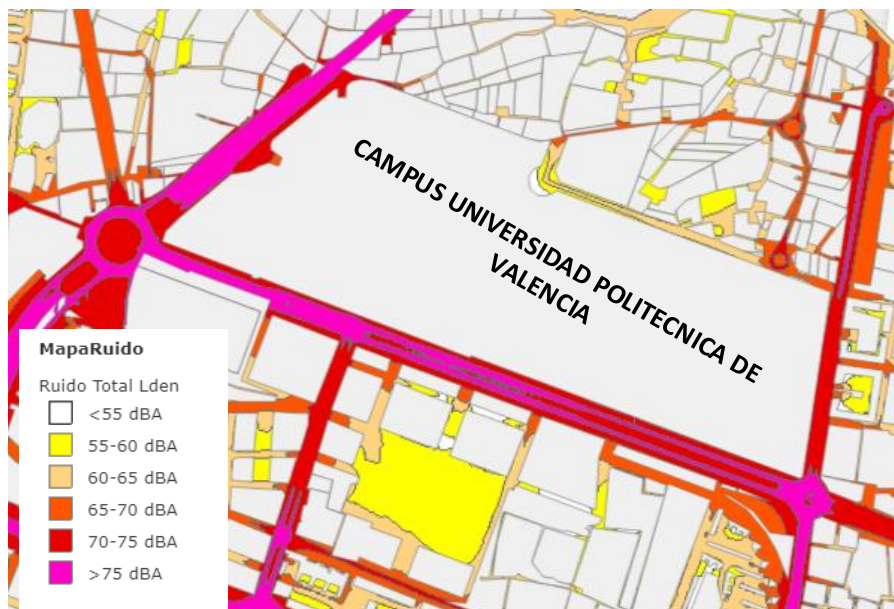 CAMPUS UNIVERSIDAD POLITECNICA DE
VALENCIA
MapaRuido
Ruido Total Lden
<55 dBA
55-60 dBA
60-65 dBA
65-70 dBA
70-75 dBA
>75 dBA